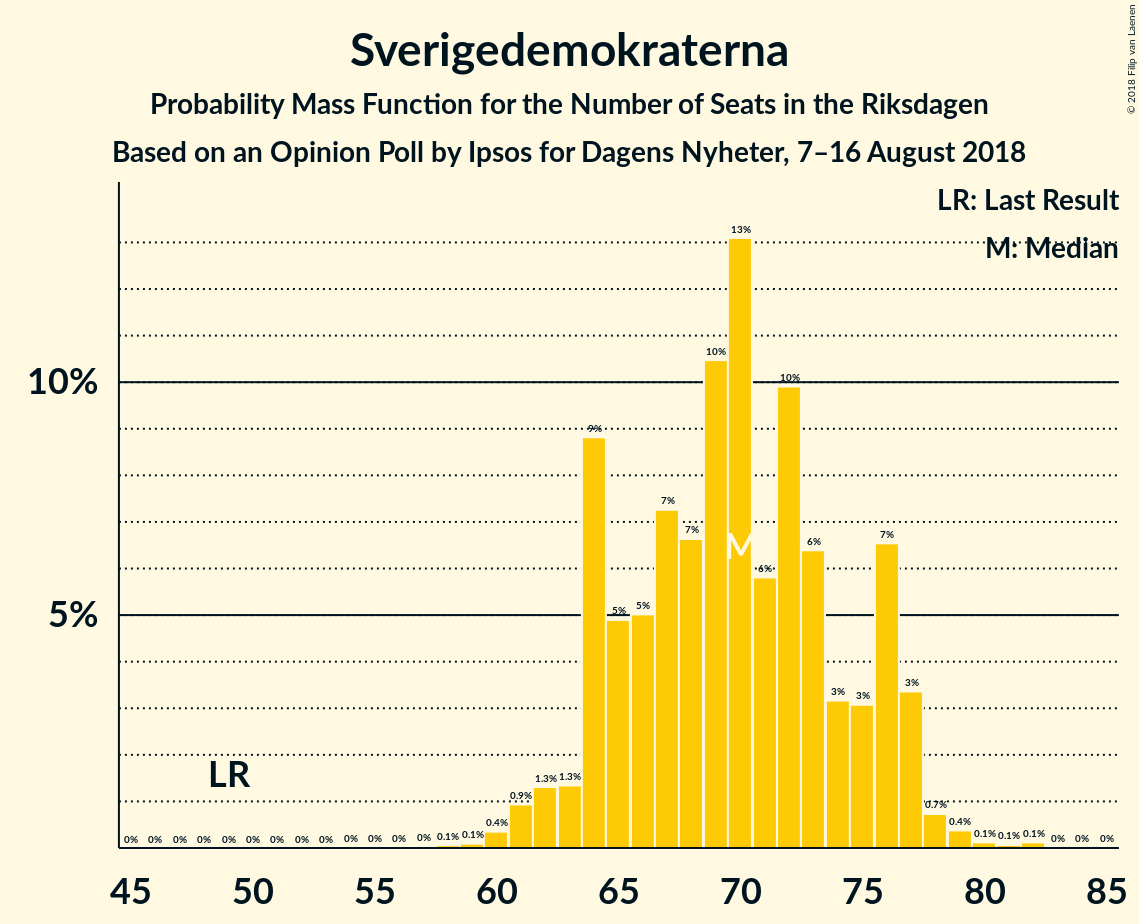 © 2018 Filip van Laenen
Sverigedemokraterna
Probability Mass Function for the Number of Seats in the Riksdagen
Based on an Opinion Poll by Ipsos for Dagens Nyheter, 7–16 August 2018
LR: Last Result
M: Median
10%
5%
0% 0% 0% 0% 0% 0% 0% 0% 0% 0% 0% 0% 0% 0.1% 0.1% 0.4% 0.9% 1.3% 1.3% 9% 5% 5% 7% 7% 10% 13% 6% 10% 6% 3% 3% 7% 3% 0.7% 0.4% 0.1% 0.1% 0.1% 0% 0% 0%
M
LR
45 50 55 60 65 70 75 80 85